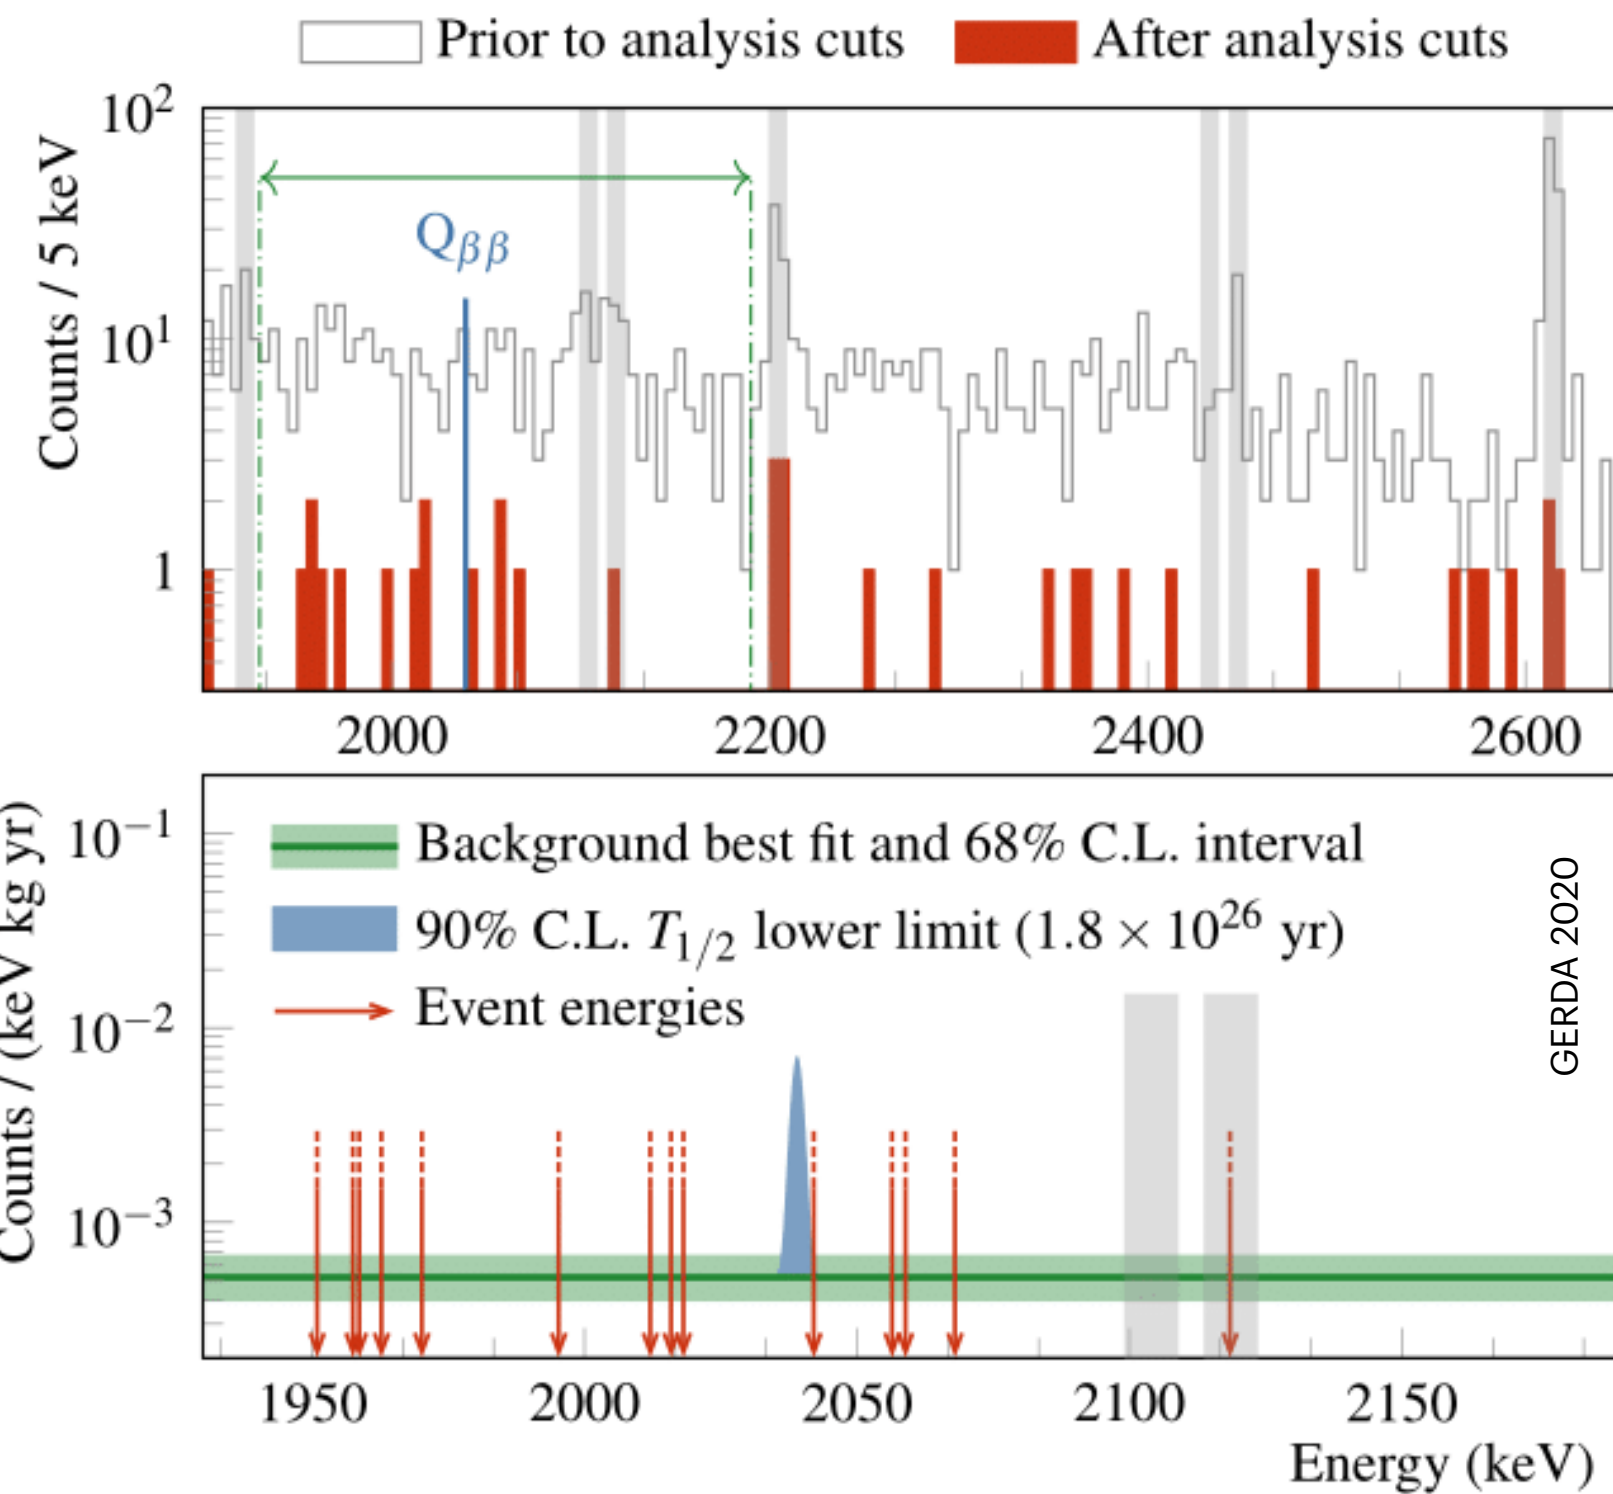 Prior to analysis cuts After analysis cuts
10²
10¹
1
Counts / 5 keV
Qββ
2000 2200 2400 2600
10⁻¹
10⁻²
10⁻³
Counts / (keV kg yr)
Background best fit and 68% C.L. interval
90% C.L. T1/2 lower limit (1.8 × 10²⁶ yr)
Event energies
GERDA 2020
1950 2000 2050 2100 2150
Energy (keV)